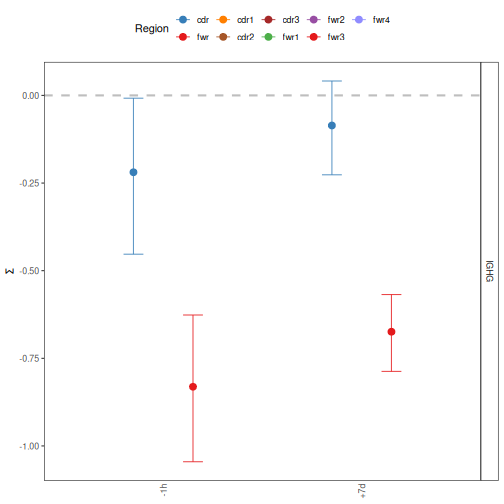 Region cdr cdr1 cdr3 fwr2 fwr4
fwr cdr2 fwr1 fwr3
0.00
-0.25
-0.50
-0.75
-1.00
Σ
IGHG
-1h
+7d